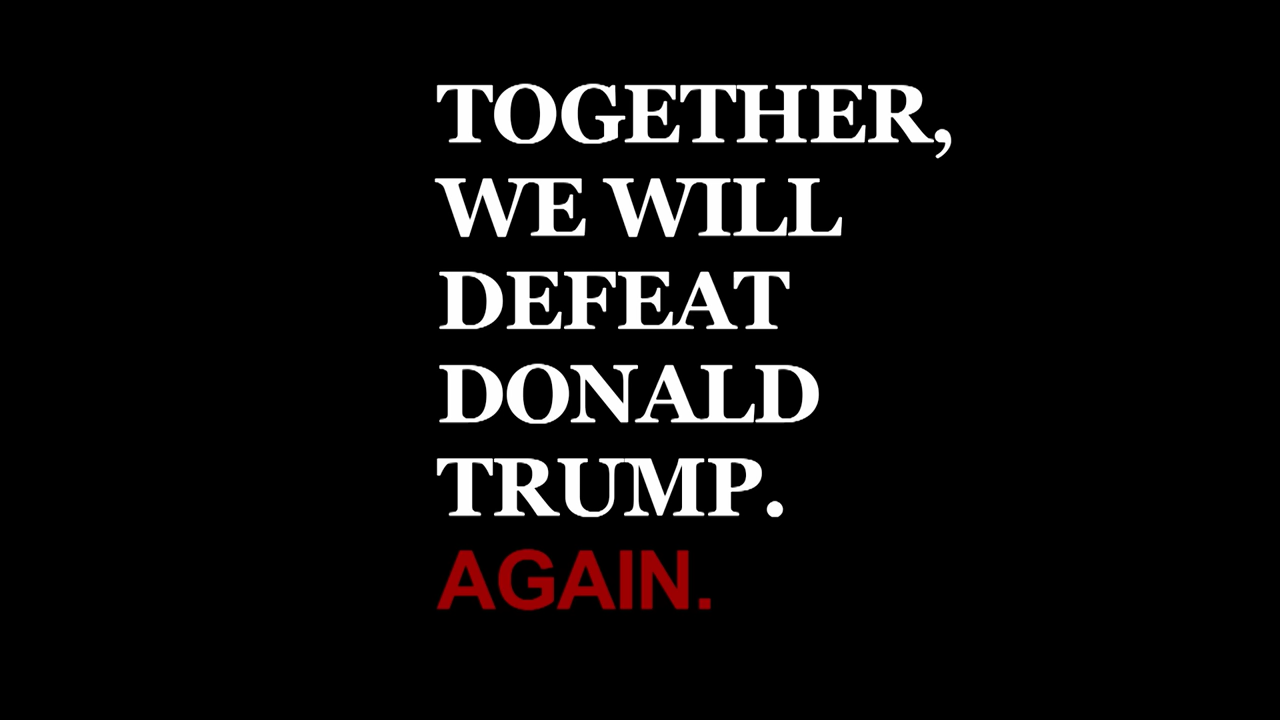 TOGETHER,
WE WILL
DEFEAT
DONALD
TRUMP.
AGAIN.